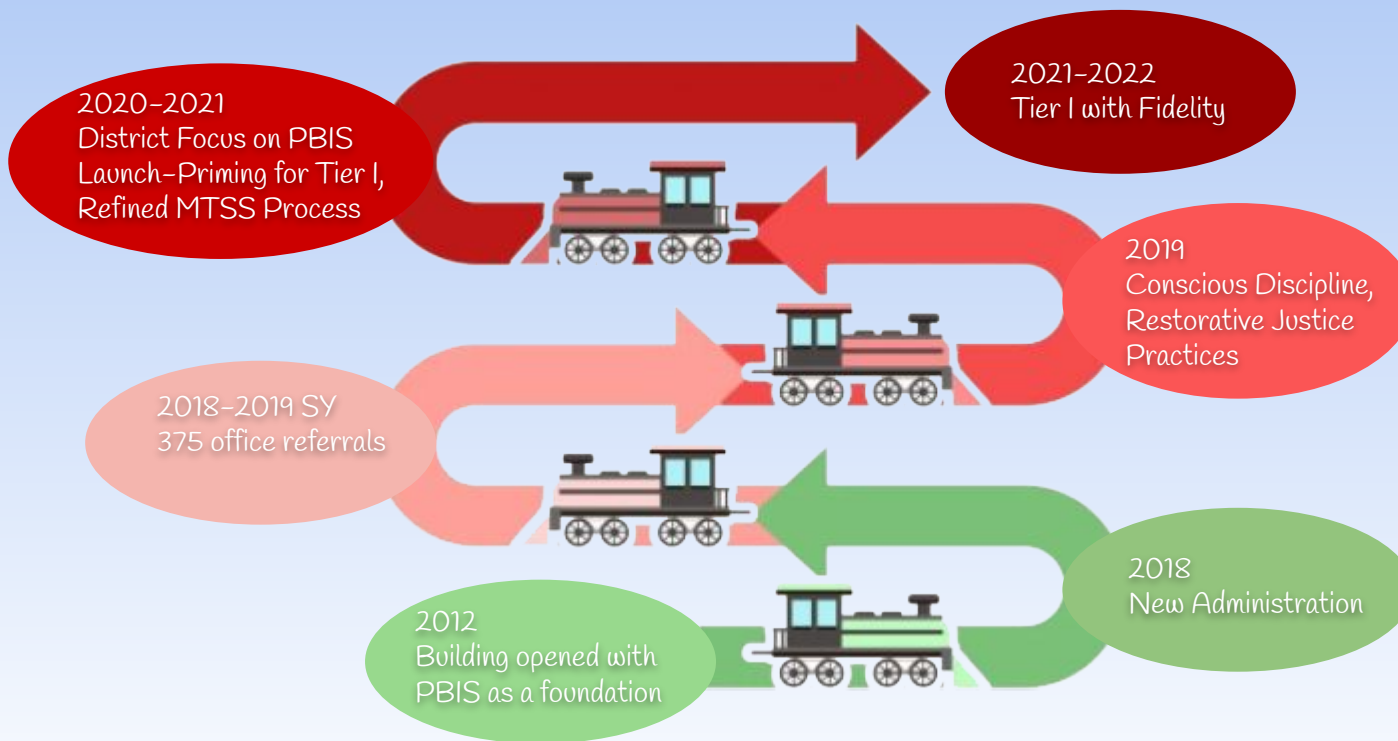 2021-2022
Tier I with Fidelity
2020-2021
District Focus on PBIS
Launch-Priming for Tier I,
Refined MTSS Process
2019
Conscious Discipline,
Restorative Justice
Practices
2018-2019 SY
375 office referrals
2018
New Administration
2012
Building opened with
PBIS as a foundation